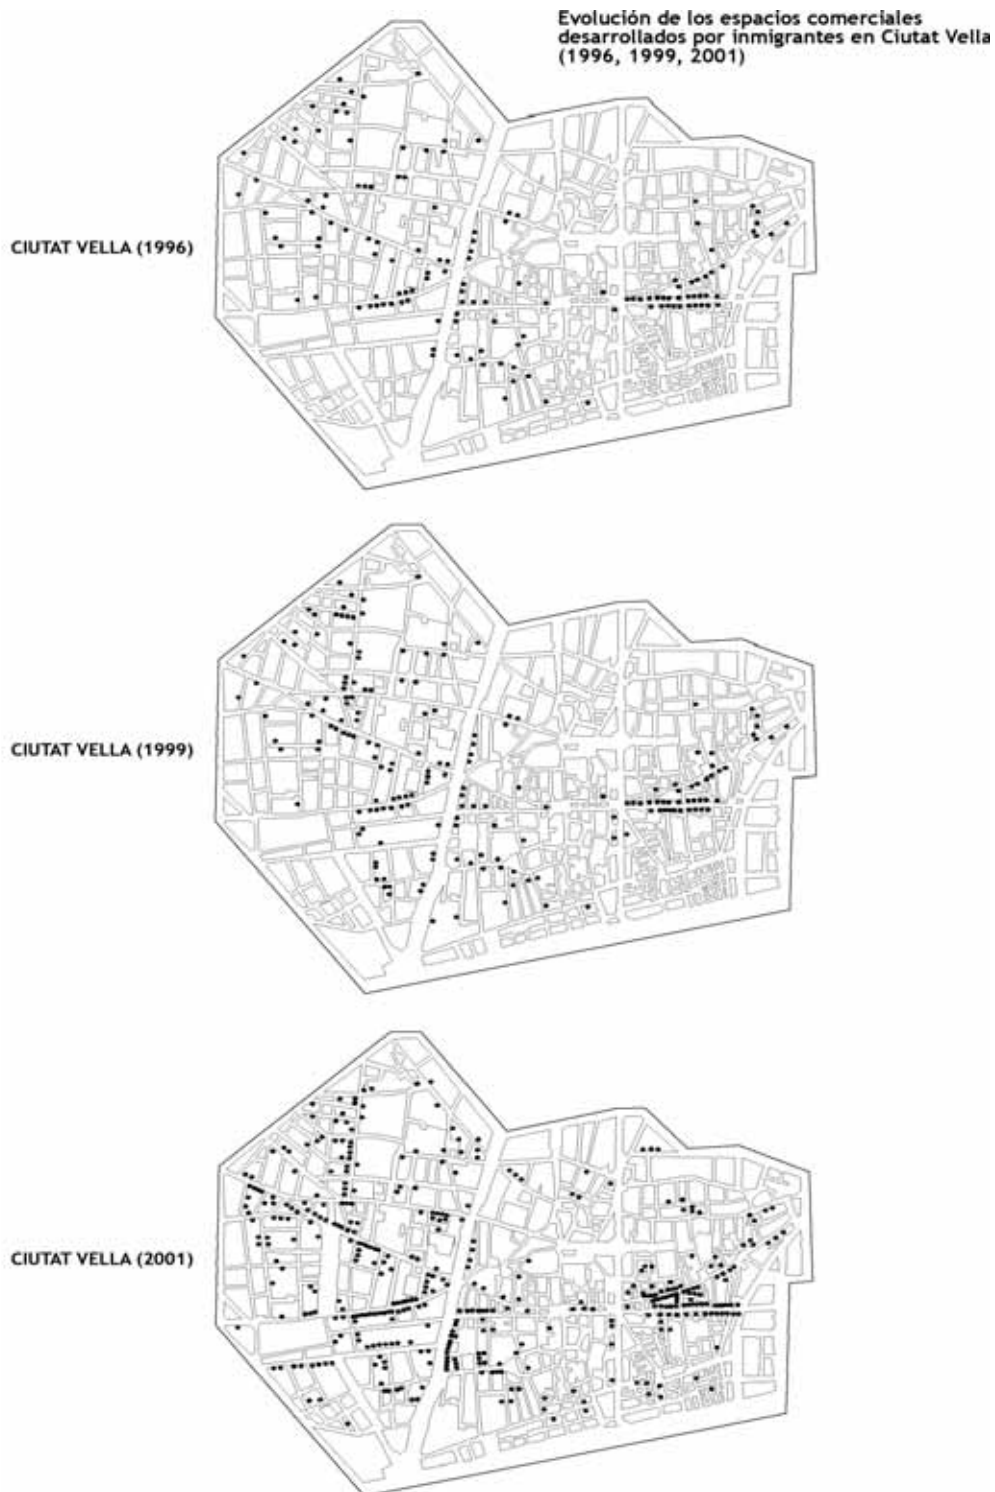 Evolución de los espacios comerciales
desarrollados por inmigrantes en Ciutat Vella
(1996, 1999, 2001)
CIUTAT VELLA (1996)
CIUTAT VELLA (1999)
CIUTAT VELLA (2001)